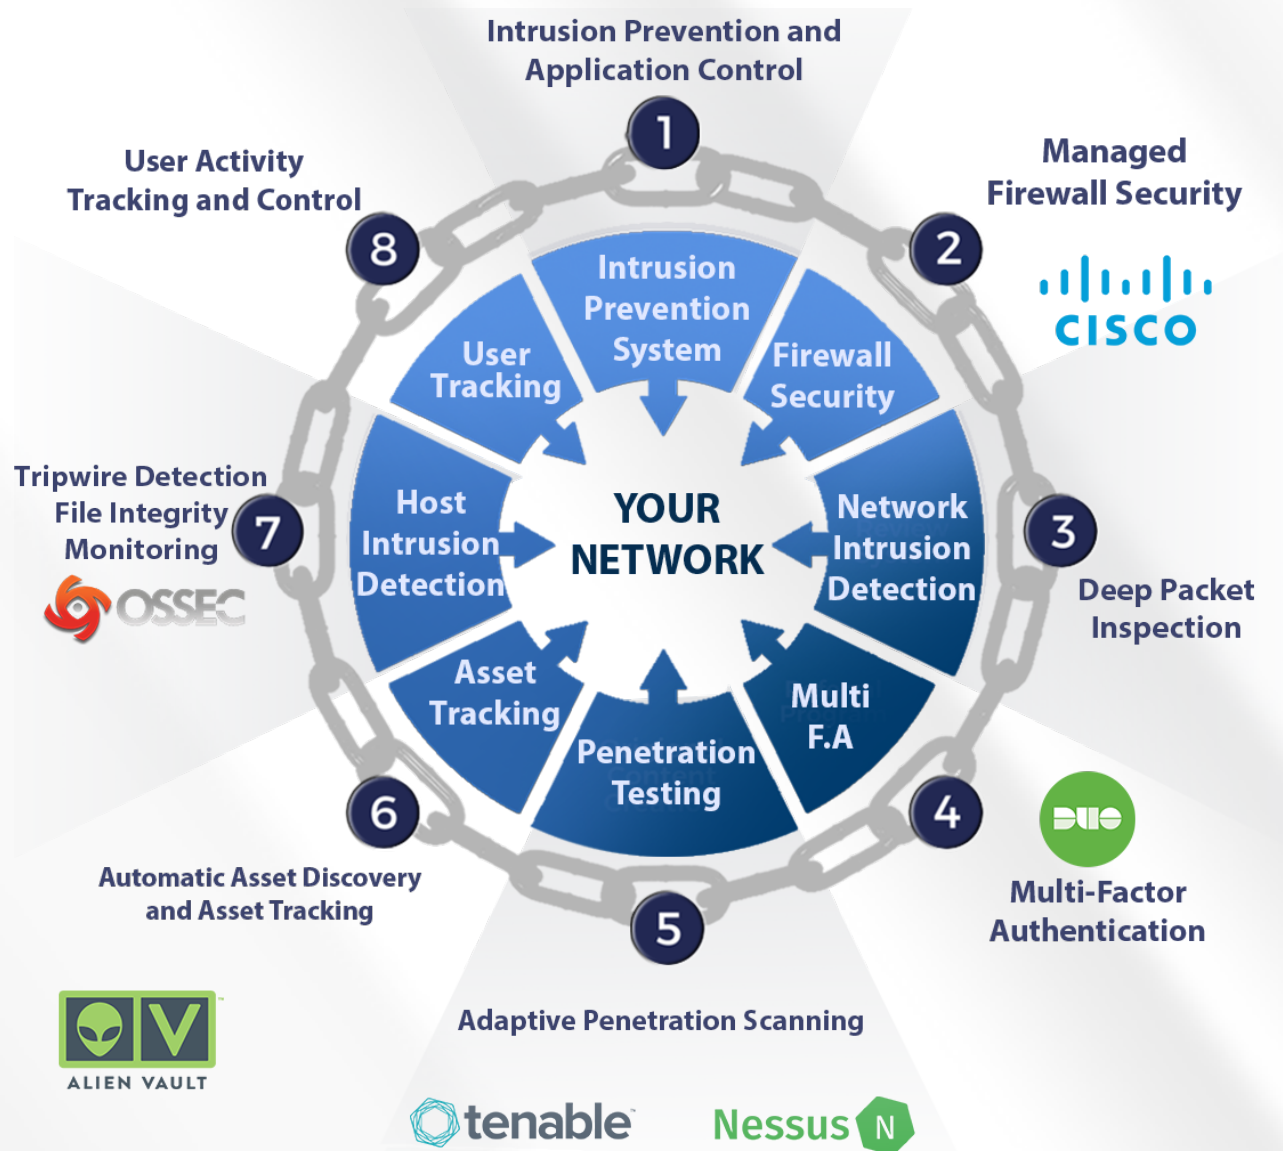 Intrusion Prevention and
Application Control
1
Managed
Firewall Security
2
CISCO
User Activity
Tracking and Control
8
Intrusion
Prevention
System
Firewall
Security
User
Tracking
Tripwire Detection
File Integrity
Monitoring
7
OSSEC
Host
Intrusion
Detection
YOUR
NETWORK
Network
Intrusion
Detection
3
Deep Packet
Inspection
Asset
Tracking
Penetration
Testing
Multi
F.A
6
Automatic Asset Discovery
and Asset Tracking
5
4
DUO
Multi-Factor
Authentication
Adaptive Penetration Scanning
V
™
ALIEN VAULT
tenable™
Nessus N